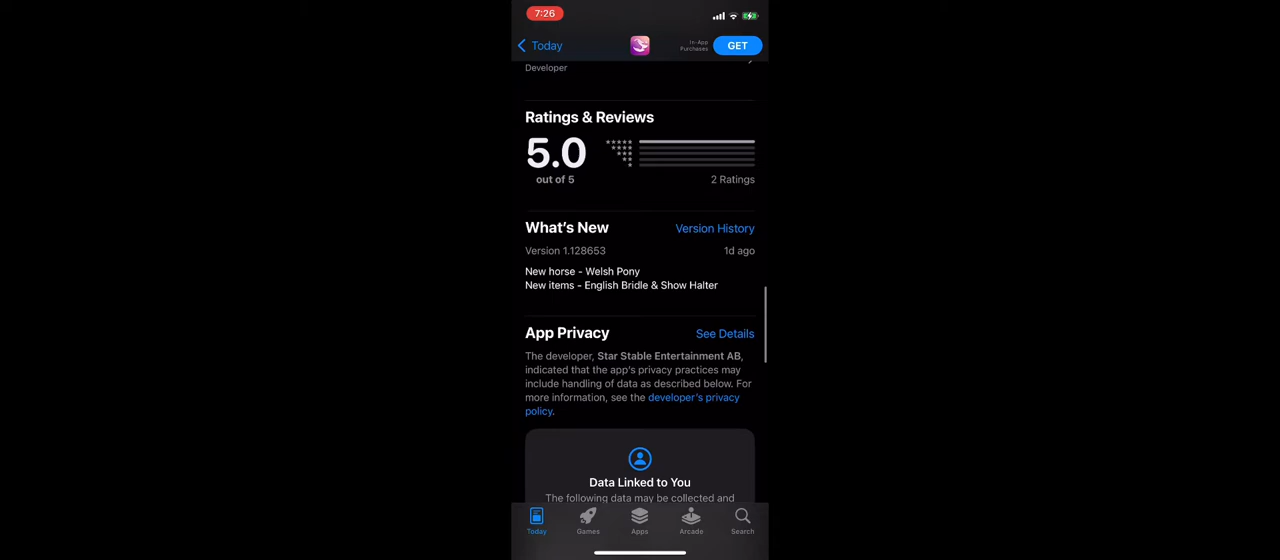 7:26
Today
In-App
Purchases
GET
Developer
Ratings & Reviews
5.0
out of 5
2 Ratings
What's New
Version History
Version 1.128653
1d ago
New horse - Welsh Pony
New items - English Bridle & Show Halter
App Privacy
See Details
The developer, Star Stable Entertainment AB,
indicated that the app's privacy practices may
include handling of data as described below. For
more information, see the developer's privacy
policy.
Data Linked to You
The following data may be collected and
Today
Games
Apps
Arcade
Search